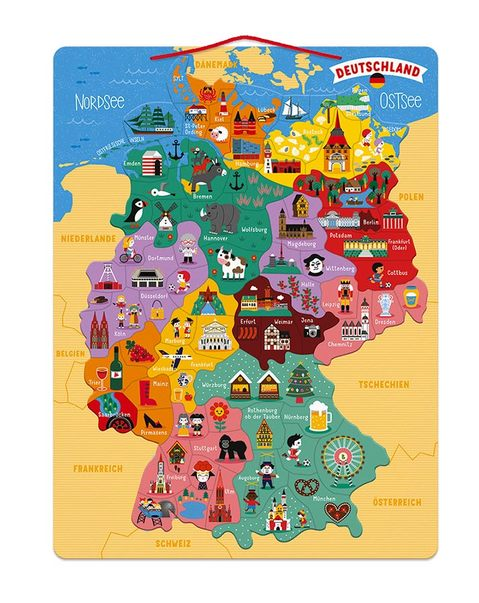 DÄNEMARK
DEUTSCHLAND
NORDSEE
OSTSEE
SYLT
Kiel
Lübeck
St-Peter
Ording
Rostock
OSTFRIESISCHE INSELN
Emden
Hamburg
Bremen
POLEN
Berlin
Potsdam
Frankfurt
(Oder)
NIEDERLANDE
Münster
Hannover
Wolfsburg
Magdeburg
Wittenberg
Cottbus
Dortmund
Düsseldorf
Halle
Leipzig
Dresden
Köln
Erfurt
Weimar
Jena
Chemnitz
BELGIEN
Marburg
Wiesbaden
Frankfurt
Trier
Mainz
Würzburg
TSCHECHIEN
Saarbrücken
Pirmasens
Rothenburg
ob der Tauber
Nürnberg
FRANKREICH
Stuttgart
Freiburg
Ulm
Augsburg
München
ÖSTERREICH
SCHWEIZ